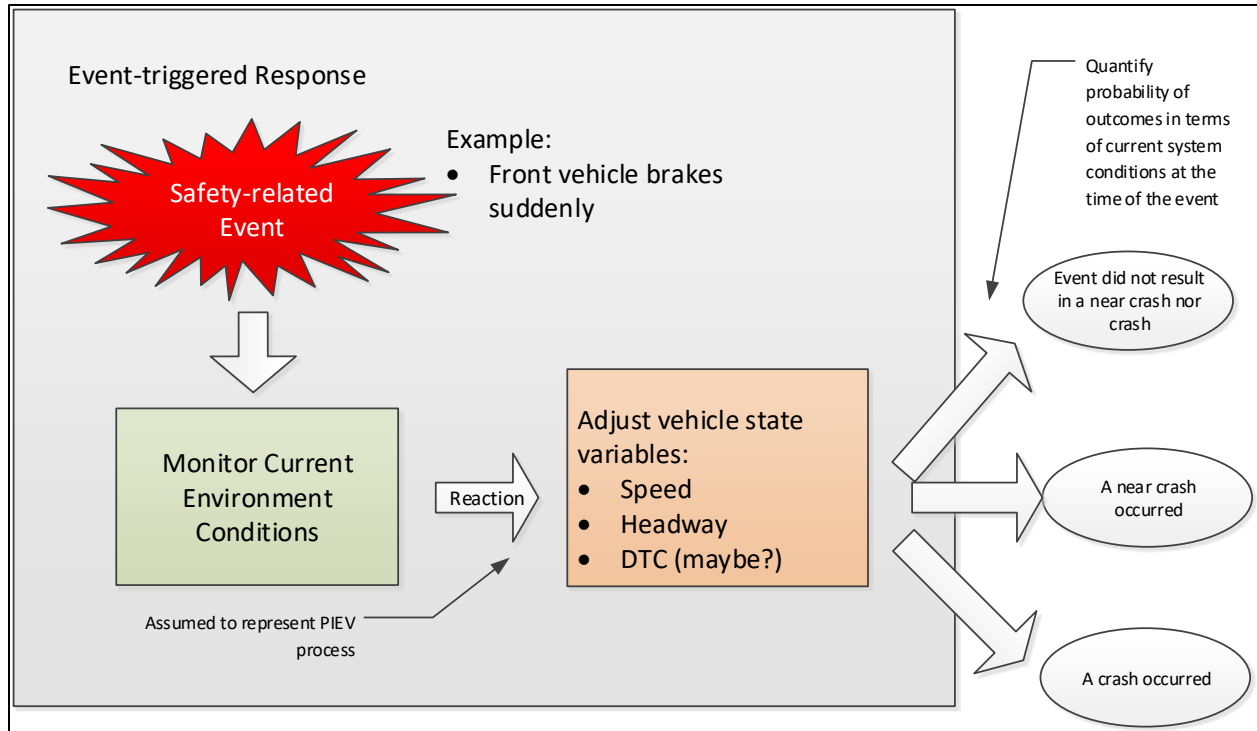 Event-triggered Response
Safety-related
Event
Example:
• Front vehicle brakes
suddenly
Monitor Current
Environment
Conditions
Reaction
Assumed to represent PIEV
process
Adjust vehicle state
variables:
• Speed
• Headway
• DTC (maybe?)
Quantify
probability of
outcomes in terms
of current system
conditions at the
time of the event
Event did not result
in a near crash nor
crash
A near crash
occurred
A crash occurred